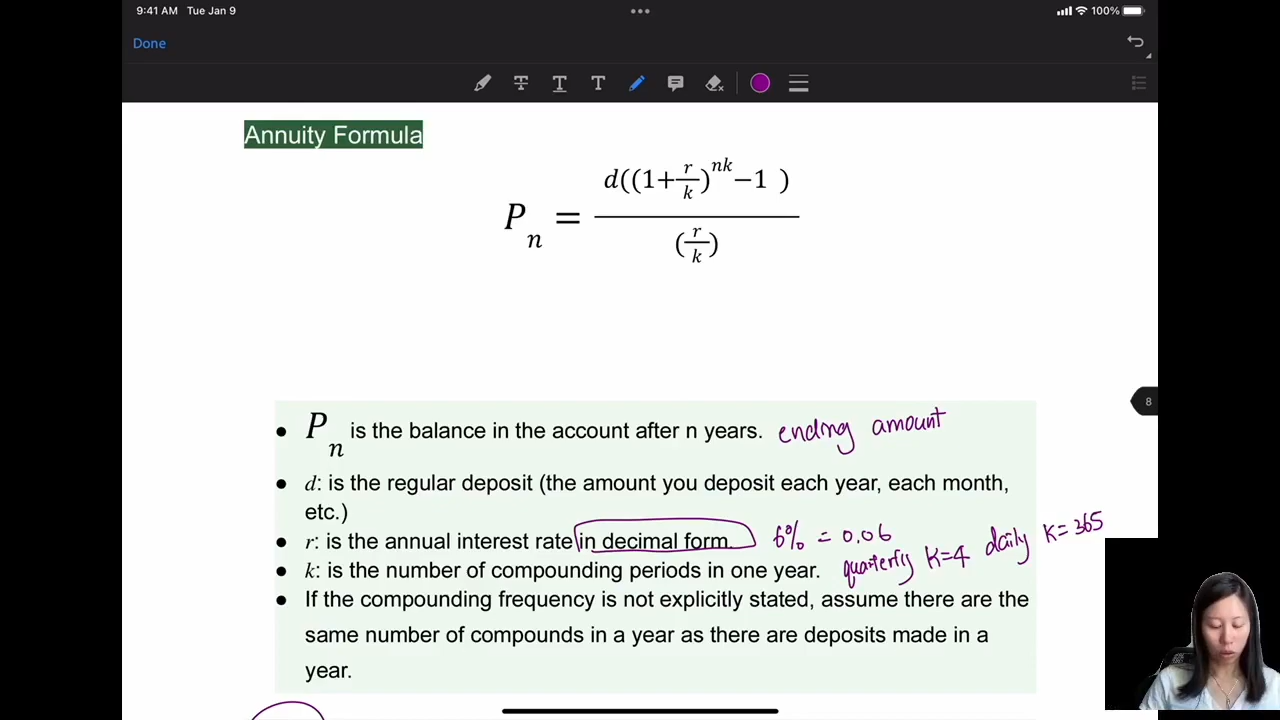 9:41 AM Tue Jan 9
100%
Done
Annuity Formula
P_n = d((1+r/k)^{nk}−1 ) / (r/k)
8
● P_n is the balance in the account after n years. ending amount
● d: is the regular deposit (the amount you deposit each year, each month,
etc.)
● r: is the annual interest rate in decimal form. 6% = 0.06
● k: is the number of compounding periods in one year. quarterly K=4 daily K=365
● If the compounding frequency is not explicitly stated, assume there are the
same number of compounds in a year as there are deposits made in a
year.